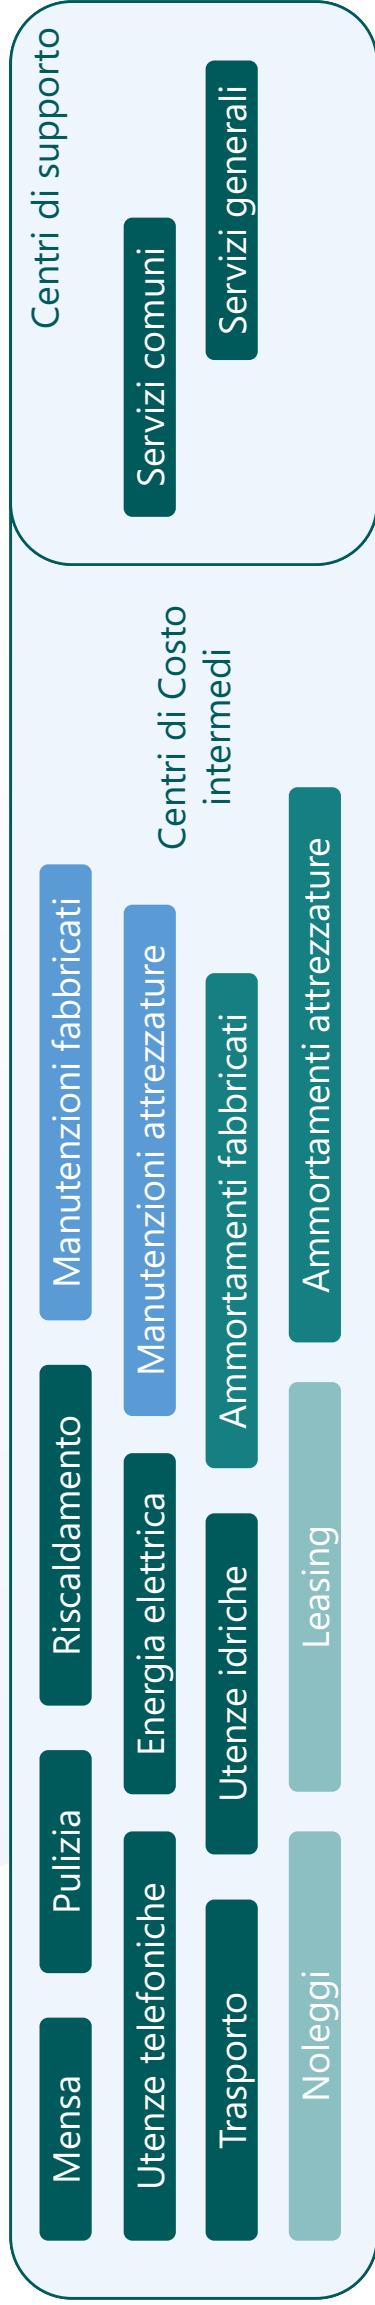 Mensa
Pulizia
Riscaldamento
Manutenzioni fabbricati
Centri di supporto
Utenze telefoniche
Energia elettrica
Manutenzioni attrezzature
Centri di Costo
intermedi
Servizi comuni
Trasporto
Utenze idriche
Ammortamenti fabbricati
Servizi generali
Noleggi
Leasing
Ammortamenti attrezzature